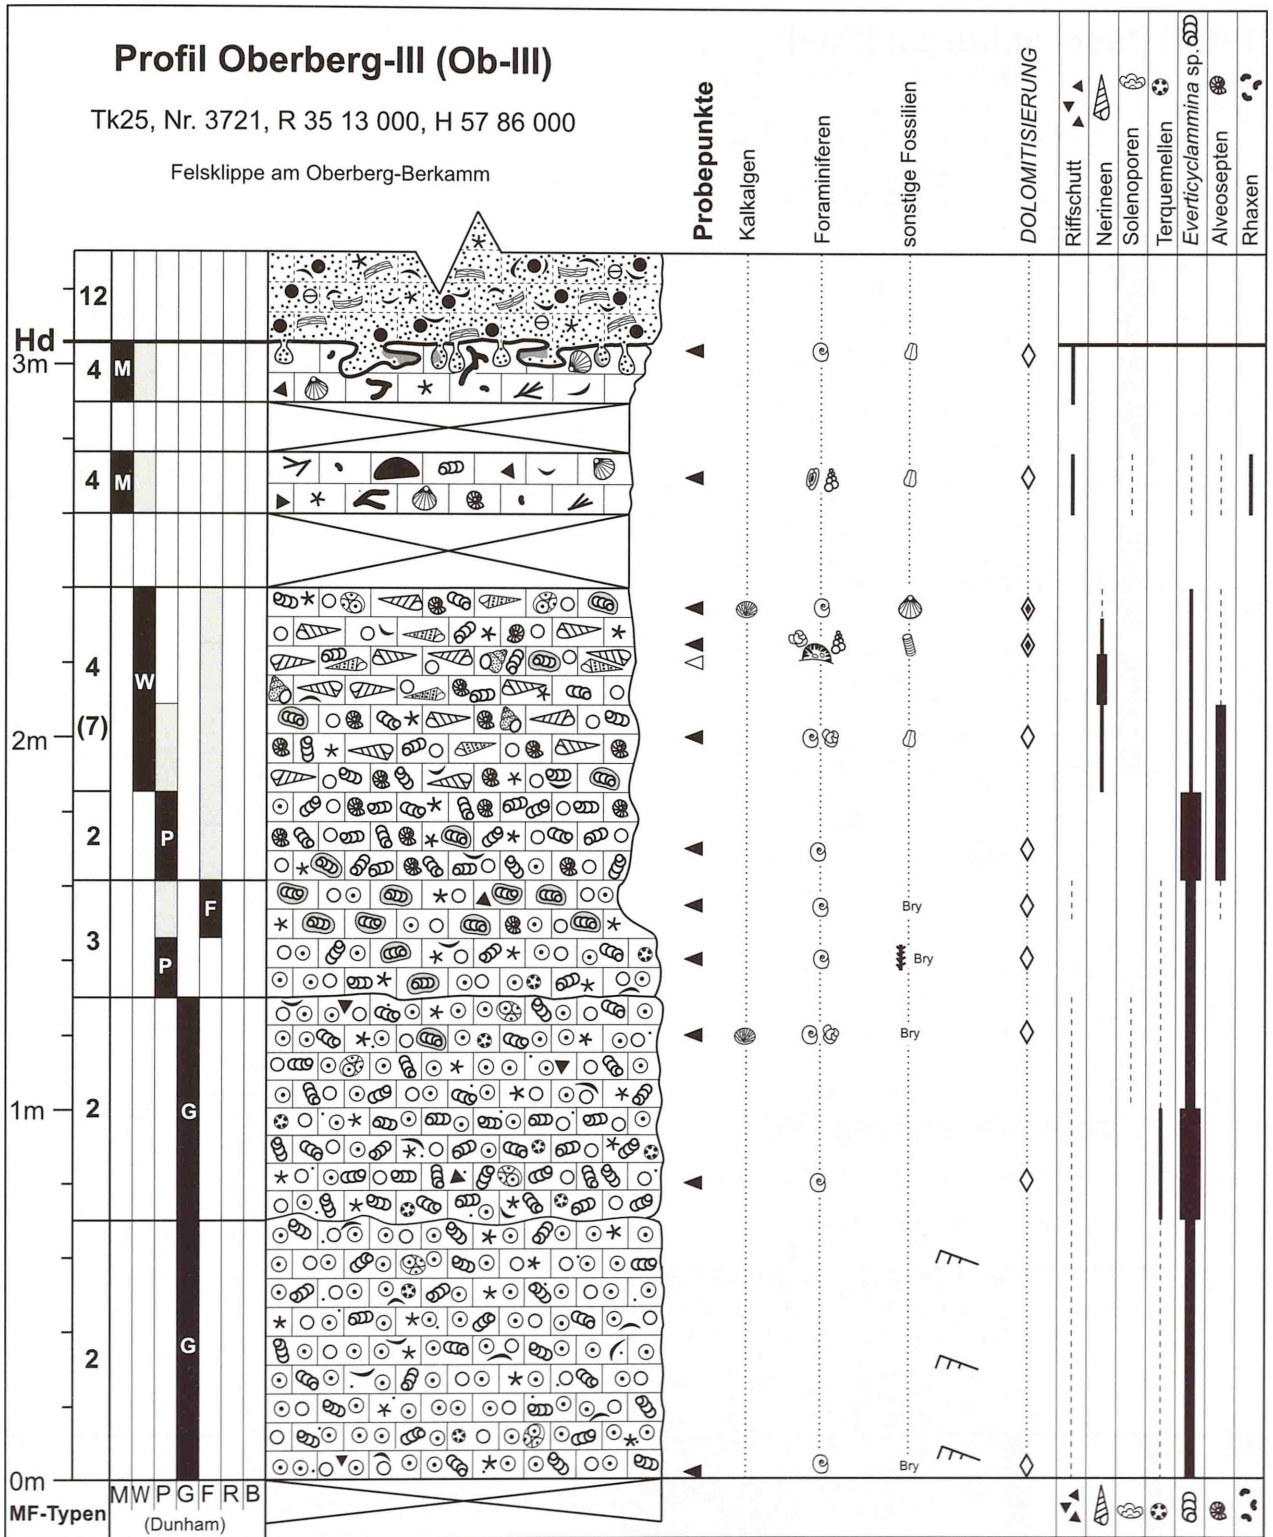 Profil Oberberg-III (Ob-III)
Tk25, Nr. 3721, R 35 13 000, H 57 86 000
Felsklippe am Oberberg-Berkamm
Probepunkte
Kalkalgen
Foraminiferen
sonstige Fossilien
DOLOMITISIERUNG
Riffschutt
Nerineen
Solenoporen
Terquemellen
Everticyclammina sp.
Alveosepten
Rhaxen
12
Hd
3m
4
M
4
M
4
W
(7)
2m
2
P
F
Bry
3
P
Bry
Bry
1m
2
G
2
G
Bry
0m
MF-Typen
M W P G F R B
(Dunham)